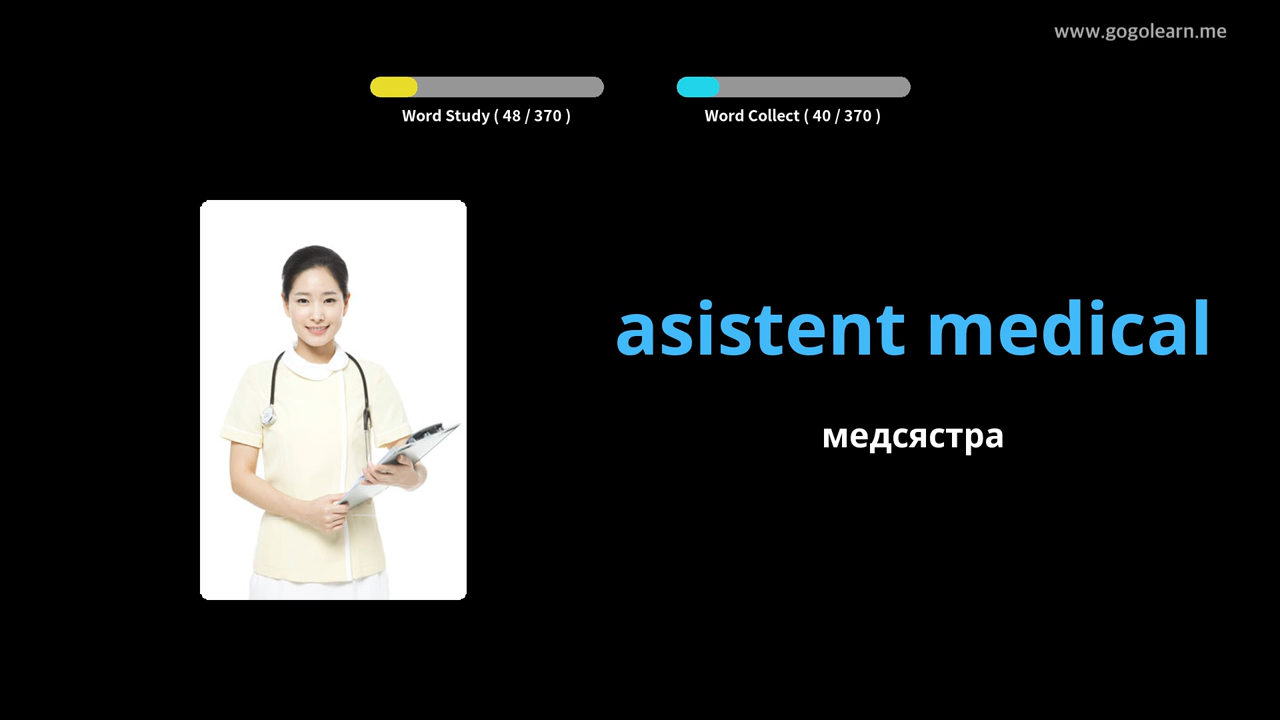 www.gogolearn.me
Word Study ( 48 / 370 )
Word Collect ( 40 / 370 )
asistent medical
медсястра